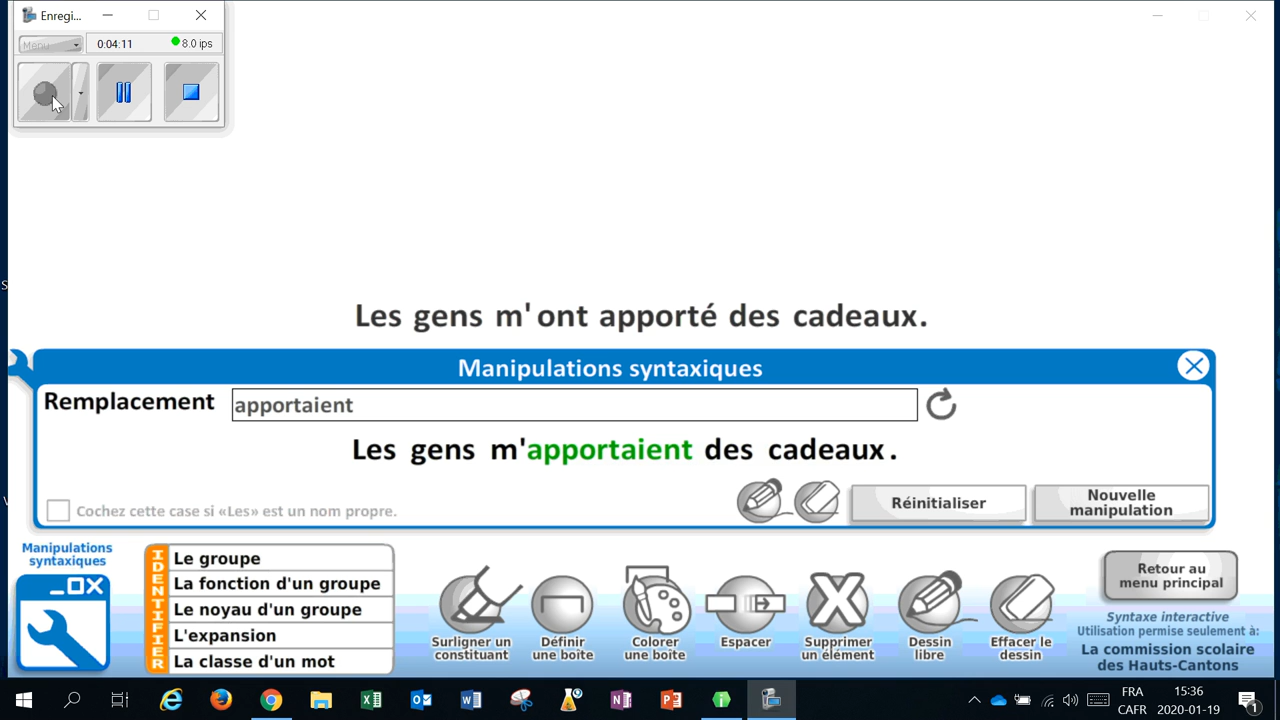 Enregi...
Menu
0:04:11
8.0 ips
Les gens m'ont apporté des cadeaux.
Manipulations syntaxiques
Remplacement
apportaient
Les gens m'apportaient des cadeaux.
Cochez cette case si «Les» est un nom propre.
Réinitialiser
Nouvelle
manipulation
Manipulations
syntaxiques
IDENTIFIER
Le groupe
La fonction d'un groupe
Le noyau d'un groupe
L'expansion
La classe d'un mot
Surligner un
constituant
Définir
une boite
Colorer
une boite
Espacer
Supprimer
un élément
Dessin
libre
Effacer le
dessin
Retour au
menu principal
Syntaxe interactive
Utilisation permise seulement à:
La commission scolaire
des Hauts-Cantons
FRA
CAFR
15:36
2020-01-19
1